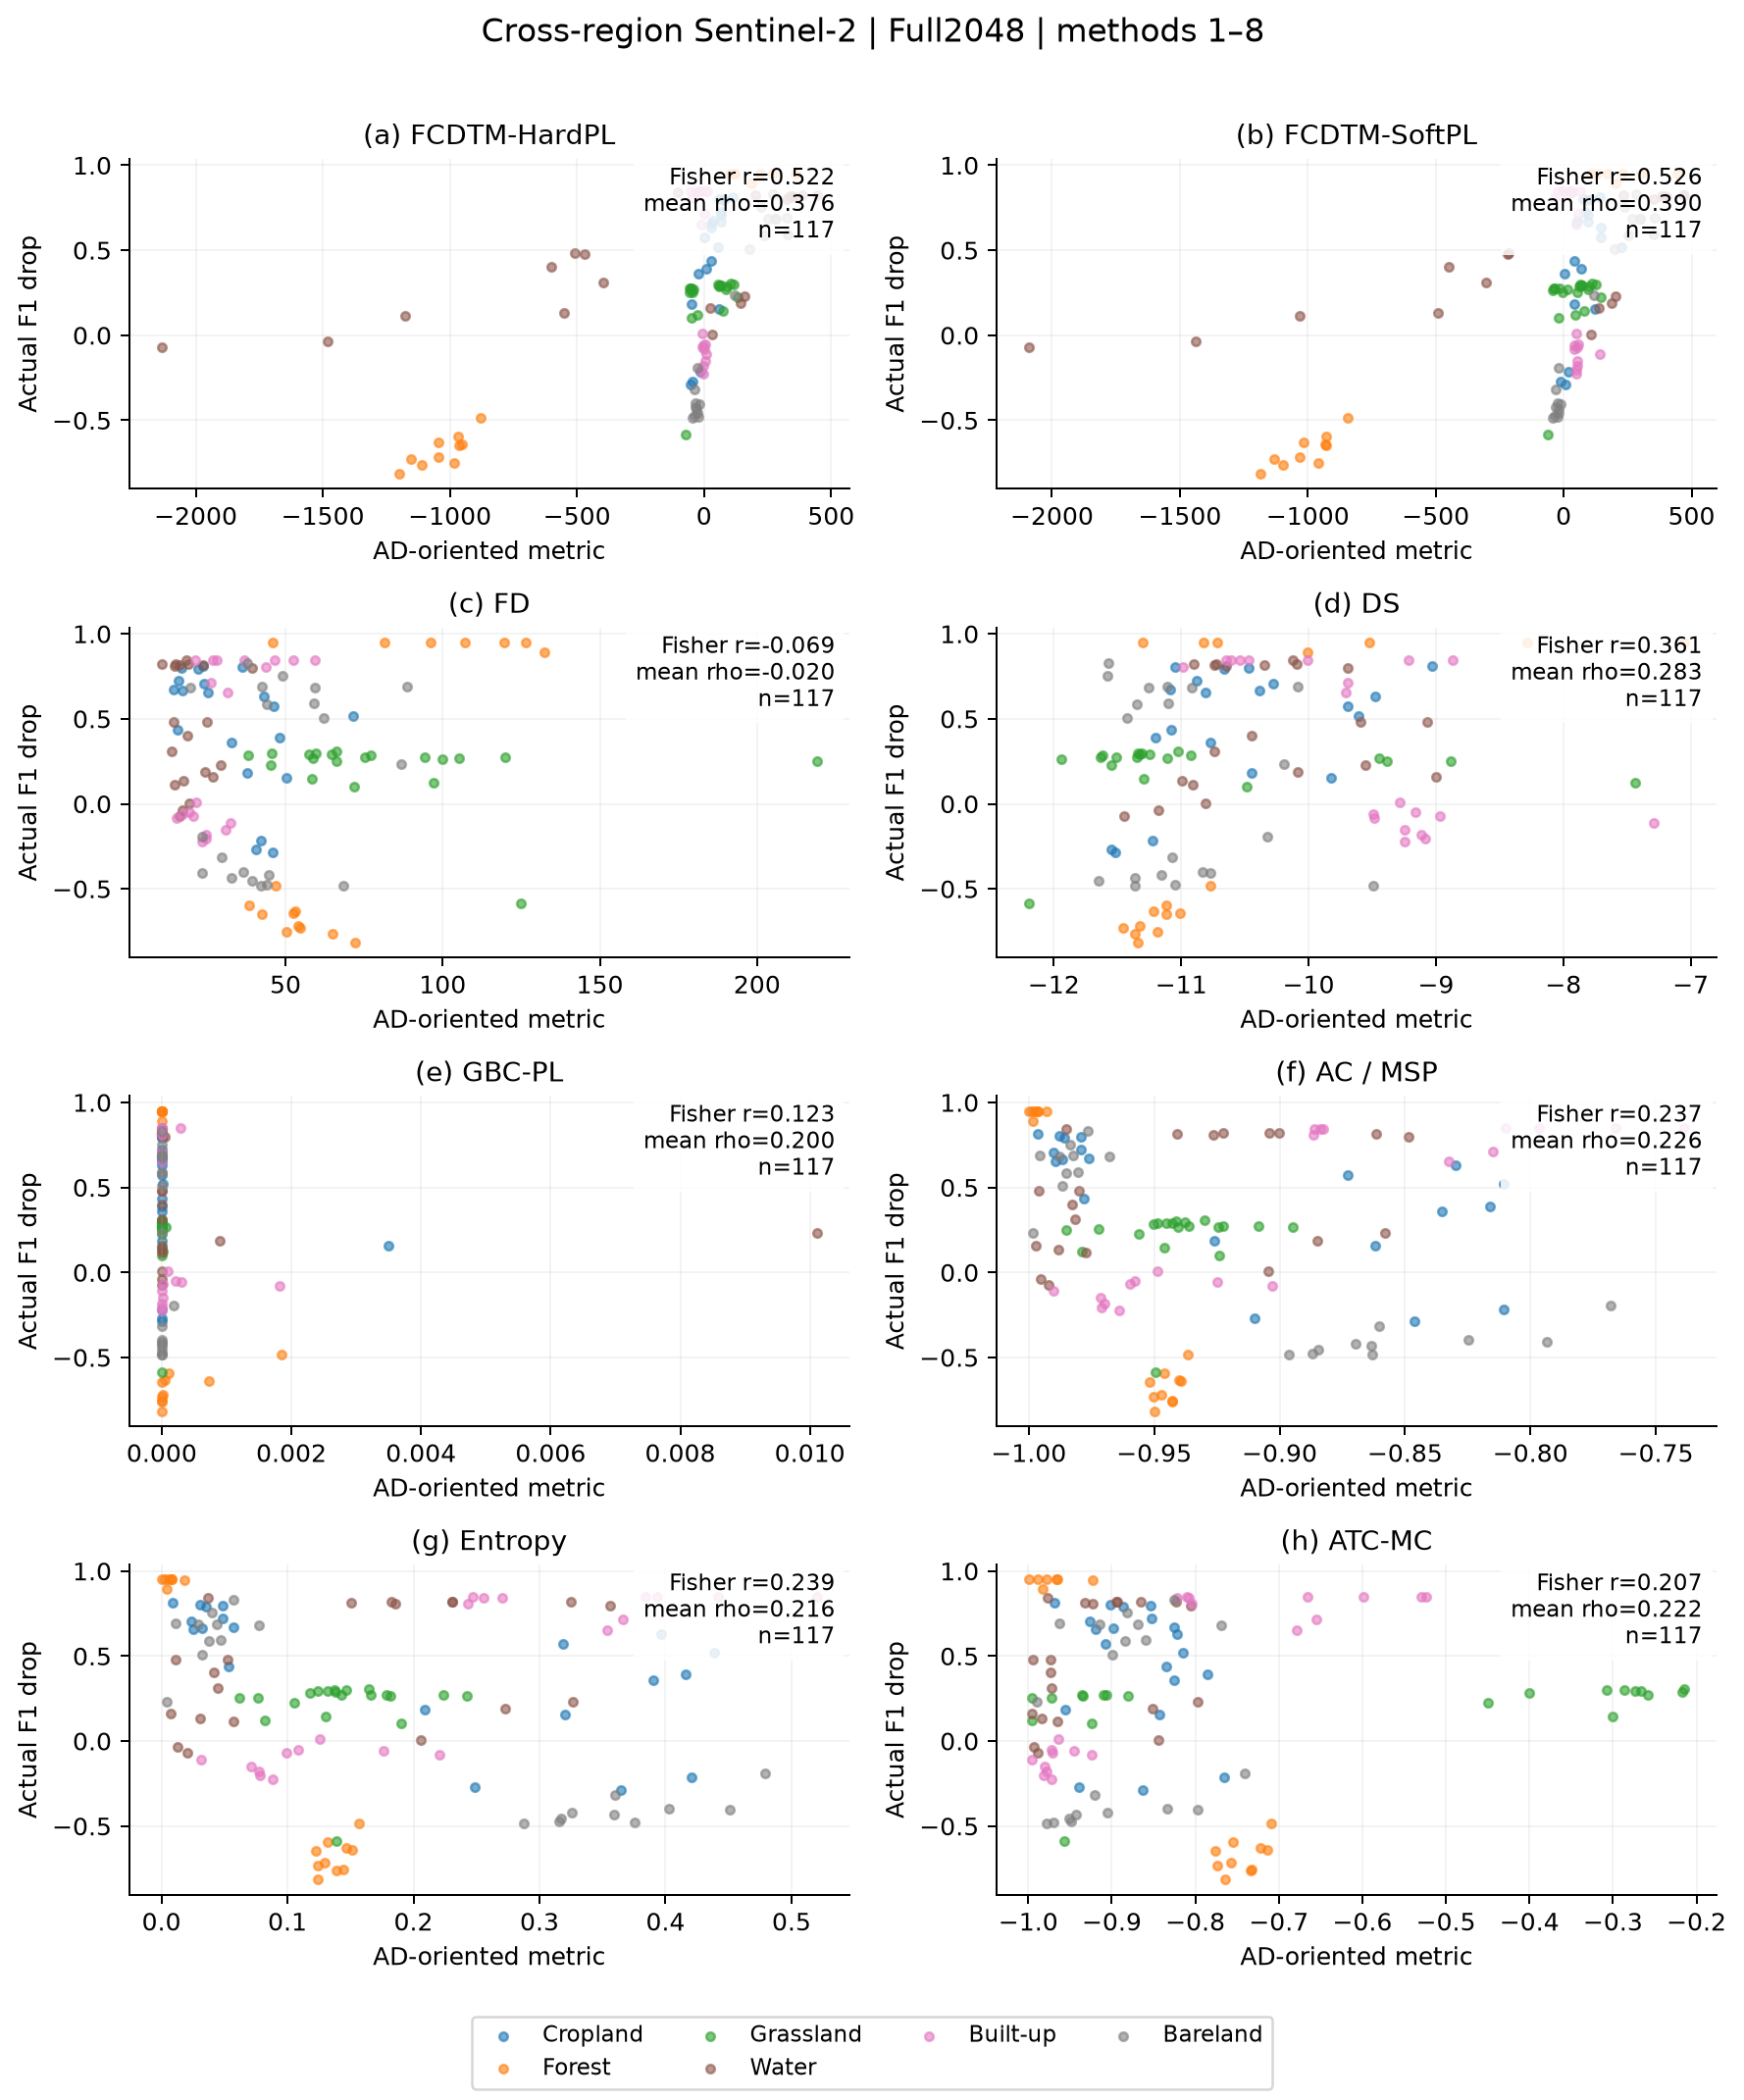 Cross-region Sentinel-2 | Full2048 | methods 1–8
(a) FCDTM-HardPL
Fisher r=0.522
mean rho=0.376
n=117
1.0
0.5
0.0
−0.5
Actual F1 drop
−2000 −1500 −1000 −500 0 500
AD-oriented metric
(b) FCDTM-SoftPL
Fisher r=0.526
mean rho=0.390
n=117
1.0
0.5
0.0
−0.5
Actual F1 drop
−2000 −1500 −1000 −500 0 500
AD-oriented metric
(c) FD
Fisher r=-0.069
mean rho=-0.020
n=117
1.0
0.5
0.0
−0.5
Actual F1 drop
50 100 150 200
AD-oriented metric
(d) DS
Fisher r=0.361
mean rho=0.283
n=117
1.0
0.5
0.0
−0.5
Actual F1 drop
−12 −11 −10 −9 −8 −7
AD-oriented metric
(e) GBC-PL
Fisher r=0.123
mean rho=0.200
n=117
1.0
0.5
0.0
−0.5
Actual F1 drop
0.000 0.002 0.004 0.006 0.008 0.010
AD-oriented metric
(f) AC / MSP
Fisher r=0.237
mean rho=0.226
n=117
1.0
0.5
0.0
−0.5
Actual F1 drop
−1.00 −0.95 −0.90 −0.85 −0.80 −0.75
AD-oriented metric
(g) Entropy
Fisher r=0.239
mean rho=0.216
n=117
1.0
0.5
0.0
−0.5
Actual F1 drop
0.0 0.1 0.2 0.3 0.4 0.5
AD-oriented metric
(h) ATC-MC
Fisher r=0.207
mean rho=0.222
n=117
1.0
0.5
0.0
−0.5
Actual F1 drop
−1.0 −0.9 −0.8 −0.7 −0.6 −0.5 −0.4 −0.3 −0.2
AD-oriented metric
Cropland Grassland Built-up Bareland
Forest Water